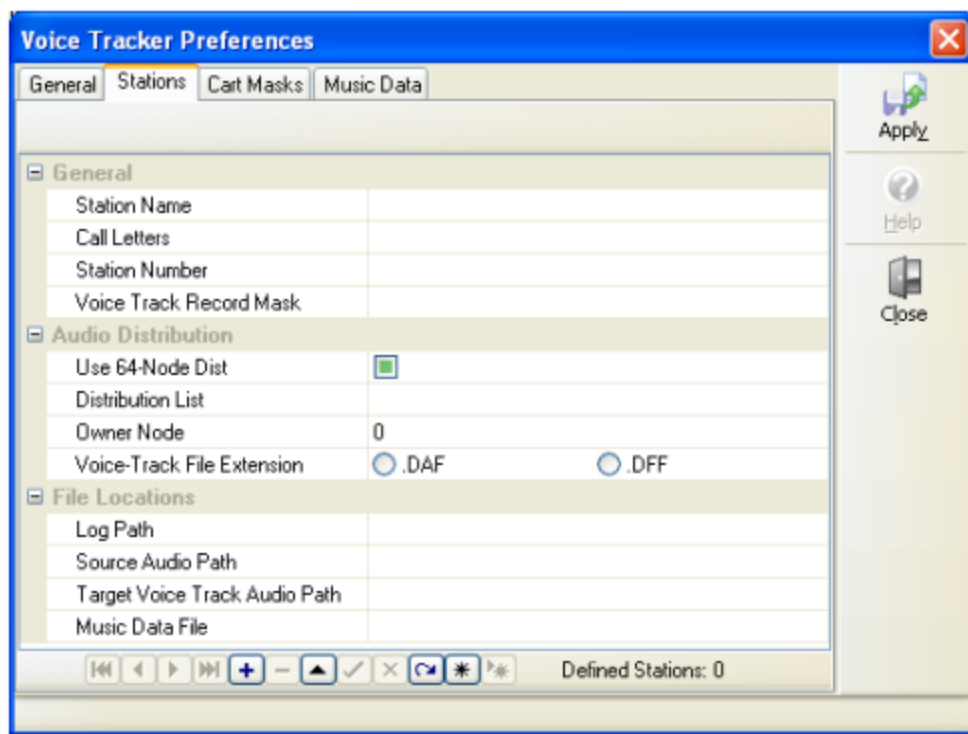 Voice Tracker Preferences
General Stations Cart Masks Music Data
Apply
Help
Close
General
Station Name
Call Letters
Station Number
Voice Track Record Mask
Audio Distribution
Use 64-Node Dist
Distribution List
Owner Node 0
Voice-Track File Extension .DAF .DFF
File Locations
Log Path
Source Audio Path
Target Voice Track Audio Path
Music Data File
Defined Stations: 0